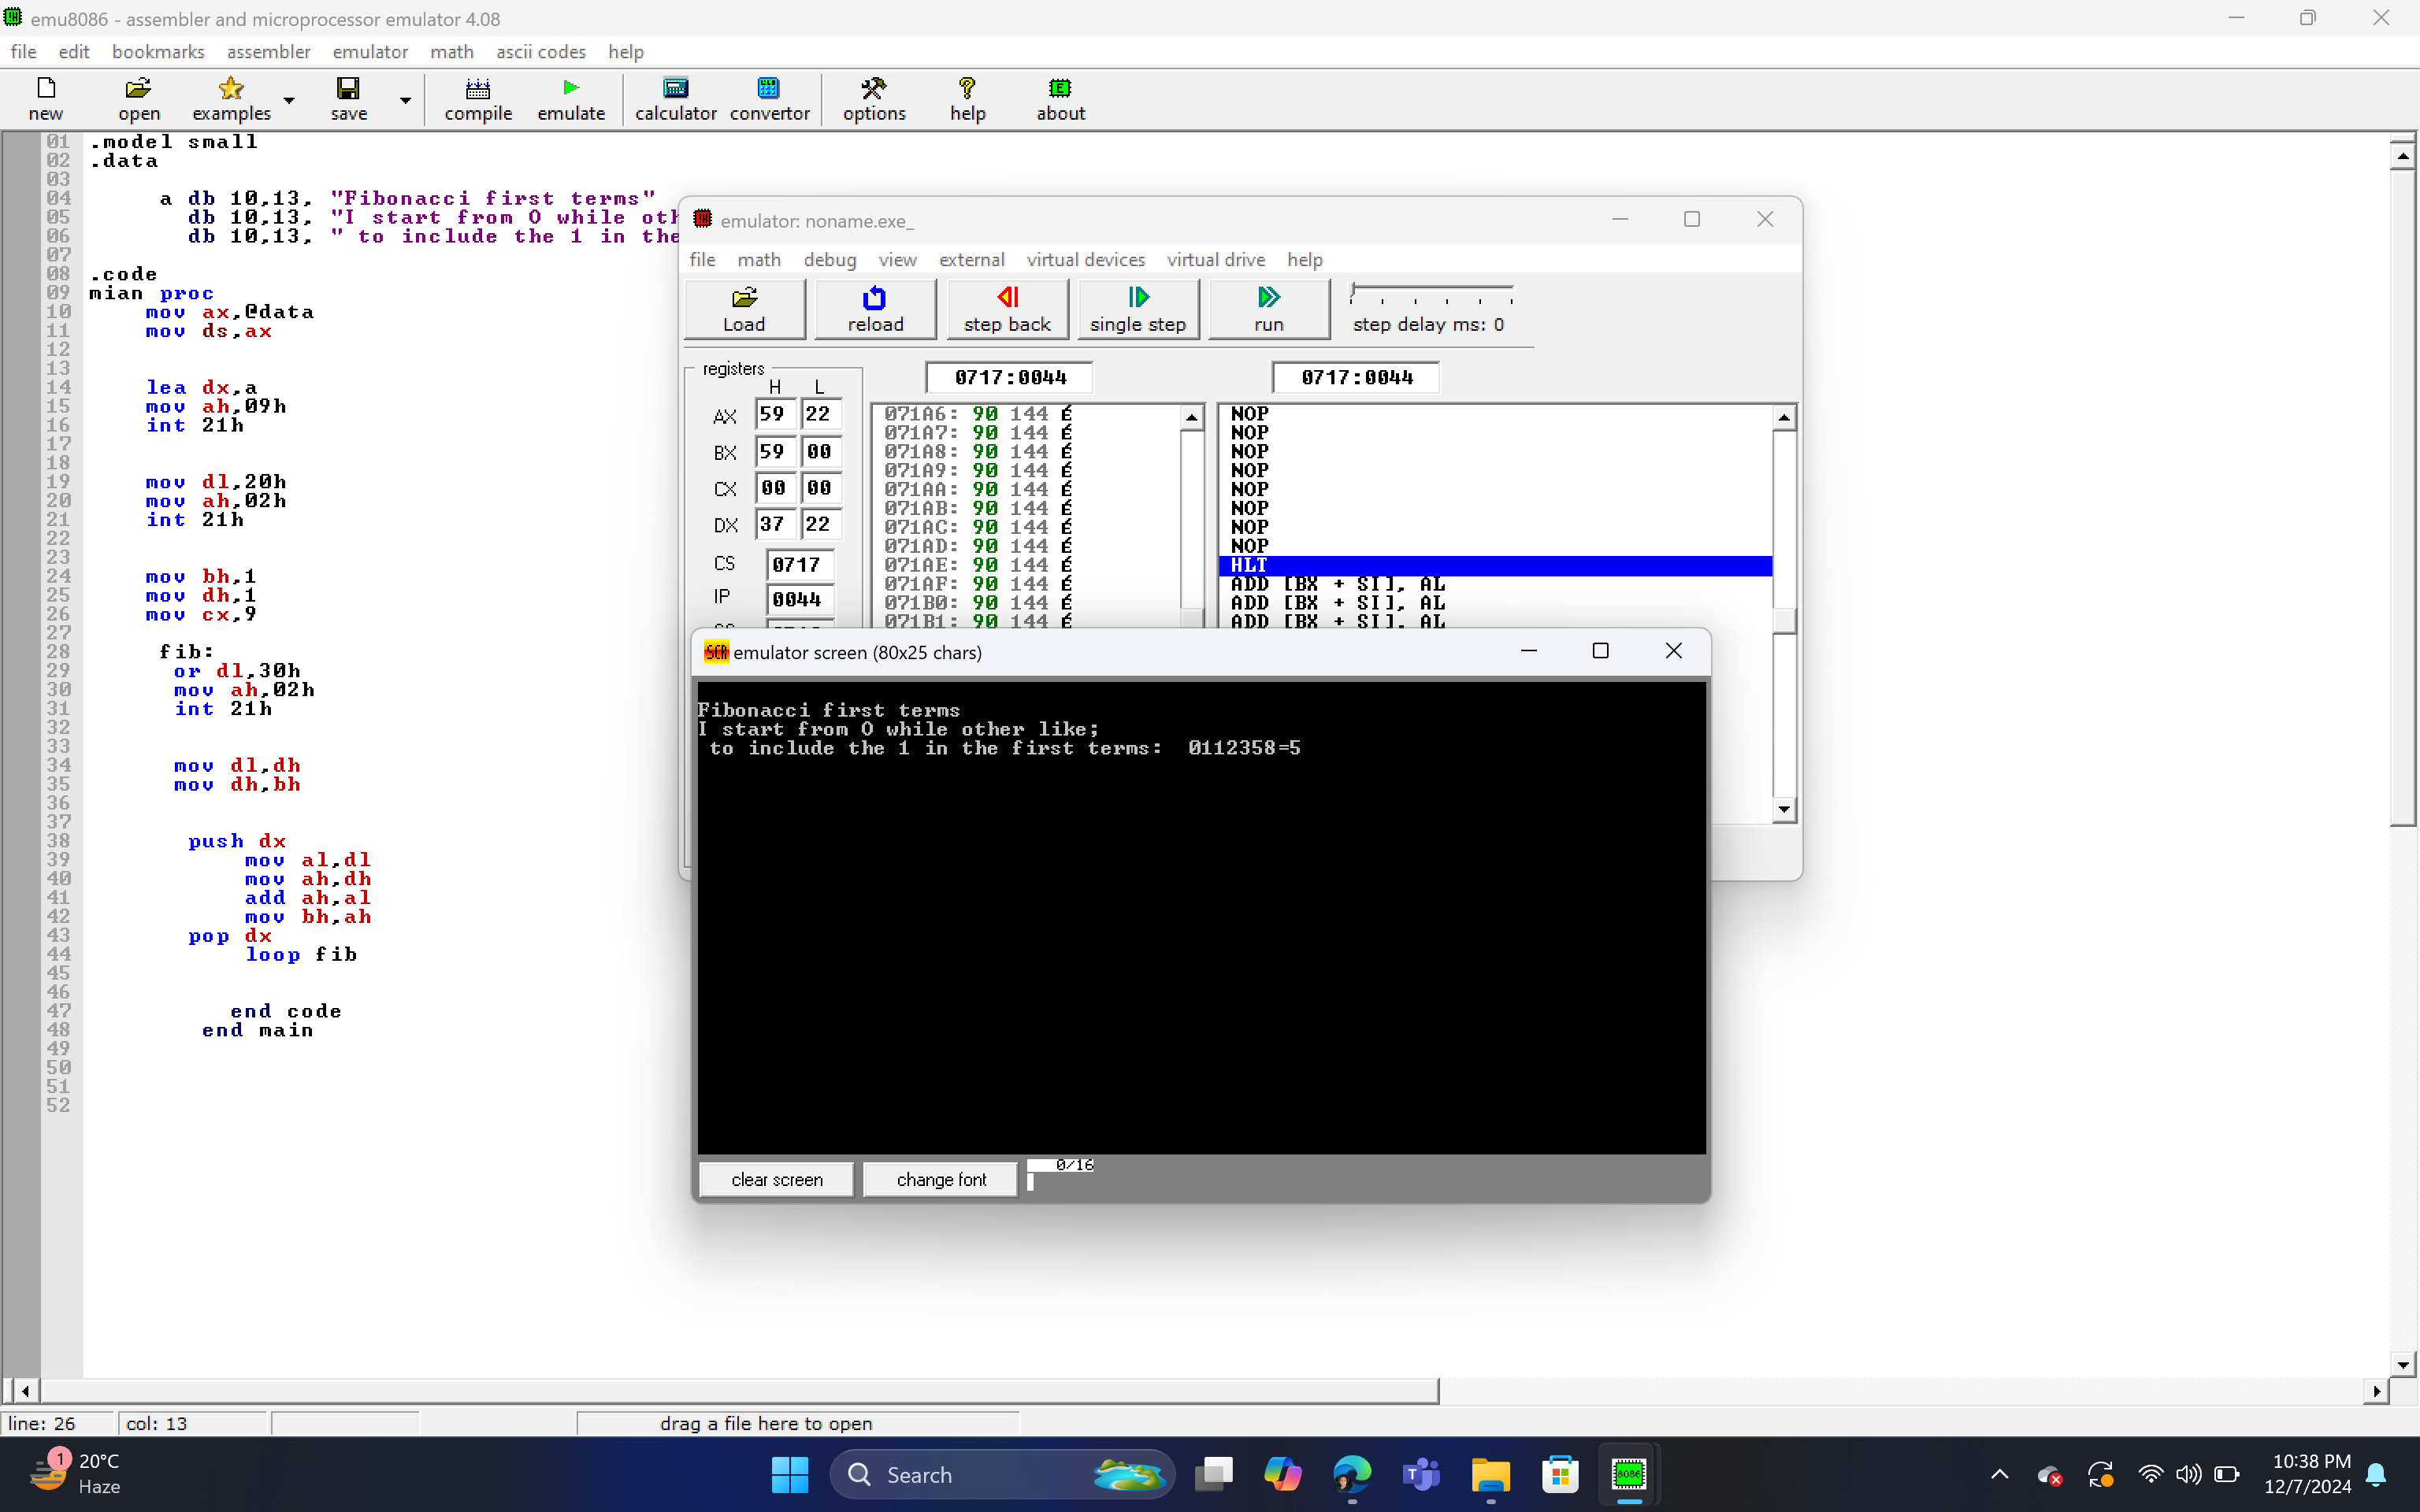 emu8086 - assembler and microprocessor emulator 4.08
file edit bookmarks assembler emulator math ascii codes help
new open examples save compile emulate calculator convertor options help about
01 .model small
02 .data
03
04 a db 10,13, "Fibonacci first terms"
05 db 10,13, "I start from O while oth
06 db 10,13, " to include the 1 in the
07
08 .code
09 mian proc
10 mov ax,@data
11 mov ds,ax
12
13
14 lea dx,a
15 mov ah,09h
16 int 21h
17
18
19 mov dl,20h
20 mov ah,02h
21 int 21h
22
23
24 mov bh,1
25 mov dh,1
26 mov cx,9
27
28 fib:
29 or dl,30h
30 mov ah,02h
31 int 21h
32
33
34 mov dl,dh
35 mov dh,bh
36
37
38 push dx
39 mov al,dl
40 mov ah,dh
41 add ah,al
42 mov bh,ah
43 pop dx
44 loop fib
45
46
47 end code
48 end main
49
50
51
52
emulator: noname.exe_
file math debug view external virtual devices virtual drive help
Load reload step back single step run step delay ms: 0
registers
H L
0717:0044 0717:0044
AX 59 22
BX 59 00
CX 00 00
DX 37 22
CS 0717
IP 0044
071A6: 90 144 É
071A7: 90 144 É
071A8: 90 144 É
071A9: 90 144 É
071AA: 90 144 É
071AB: 90 144 É
071AC: 90 144 É
071AD: 90 144 É
071AE: 90 144 É
071AF: 90 144 É
071B0: 90 144 É
071B1: 90 144 É
NOP
NOP
NOP
NOP
NOP
NOP
NOP
NOP
HLT
ADD [BX + SI], AL
ADD [BX + SI], AL
ADD [BX + SI], AL
SCR emulator screen (80x25 chars)
Fibonacci first terms
I start from O while other like;
to include the 1 in the first terms: 0112358=5
clear screen change font 0/16
line: 26 col: 13 drag a file here to open
1 20°C
Haze
Search
8086
10:38 PM
12/7/2024